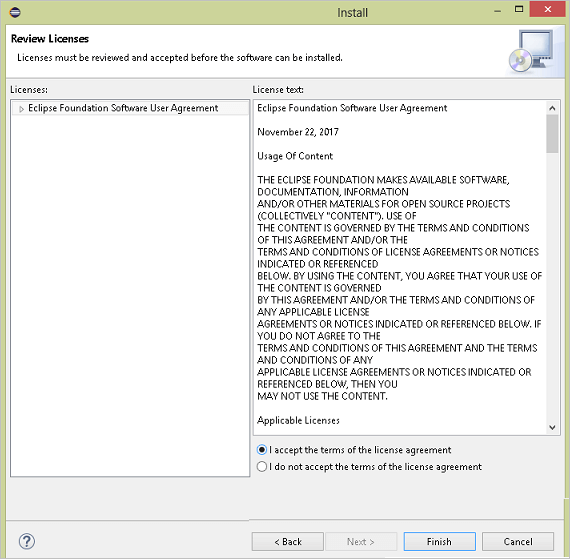 Install
Review Licenses
Licenses must be reviewed and accepted before the software can be installed.
Licenses:
Eclipse Foundation Software User Agreement
License text:
Eclipse Foundation Software User Agreement
November 22, 2017
Usage Of Content
THE ECLIPSE FOUNDATION MAKES AVAILABLE SOFTWARE,
DOCUMENTATION, INFORMATION
AND/OR OTHER MATERIALS FOR OPEN SOURCE PROJECTS
(COLLECTIVELY "CONTENT"). USE OF
THE CONTENT IS GOVERNED BY THE TERMS AND CONDITIONS
OF THIS AGREEMENT AND/OR THE
TERMS AND CONDITIONS OF LICENSE AGREEMENTS OR NOTICES
INDICATED OR REFERENCED
BELOW. BY USING THE CONTENT, YOU AGREE THAT YOUR USE OF
THE CONTENT IS GOVERNED
BY THIS AGREEMENT AND/OR THE TERMS AND CONDITIONS OF
ANY APPLICABLE LICENSE
AGREEMENTS OR NOTICES INDICATED OR REFERENCED BELOW. IF
YOU DO NOT AGREE TO THE
TERMS AND CONDITIONS OF THIS AGREEMENT AND THE TERMS
AND CONDITIONS OF ANY
APPLICABLE LICENSE AGREEMENTS OR NOTICES INDICATED OR
REFERENCED BELOW, THEN YOU
MAY NOT USE THE CONTENT.
Applicable Licenses
I accept the terms of the license agreement
I do not accept the terms of the license agreement
?
< Back
Next >
Finish
Cancel